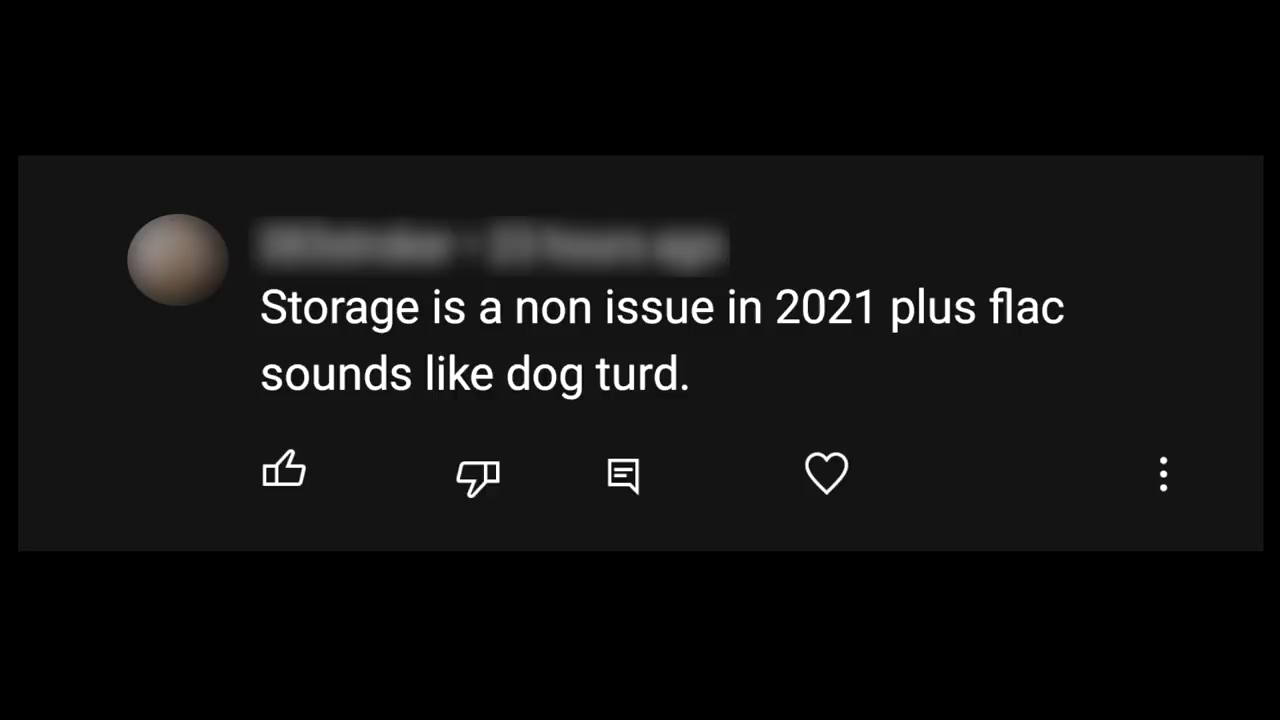 Storage is a non issue in 2021 plus flac
sounds like dog turd.